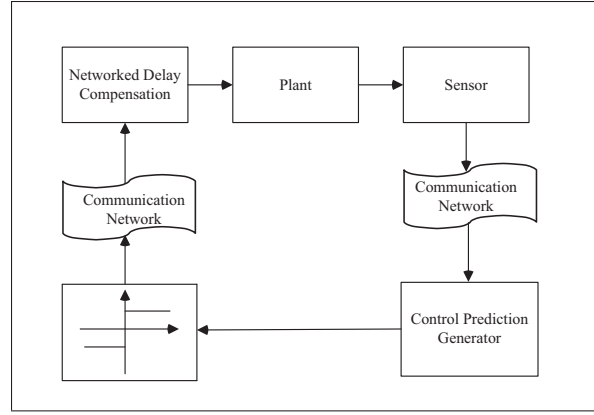 Networked Delay
Compensation
Plant
Sensor
Communication
Network
Communication
Network
Control Prediction
Generator